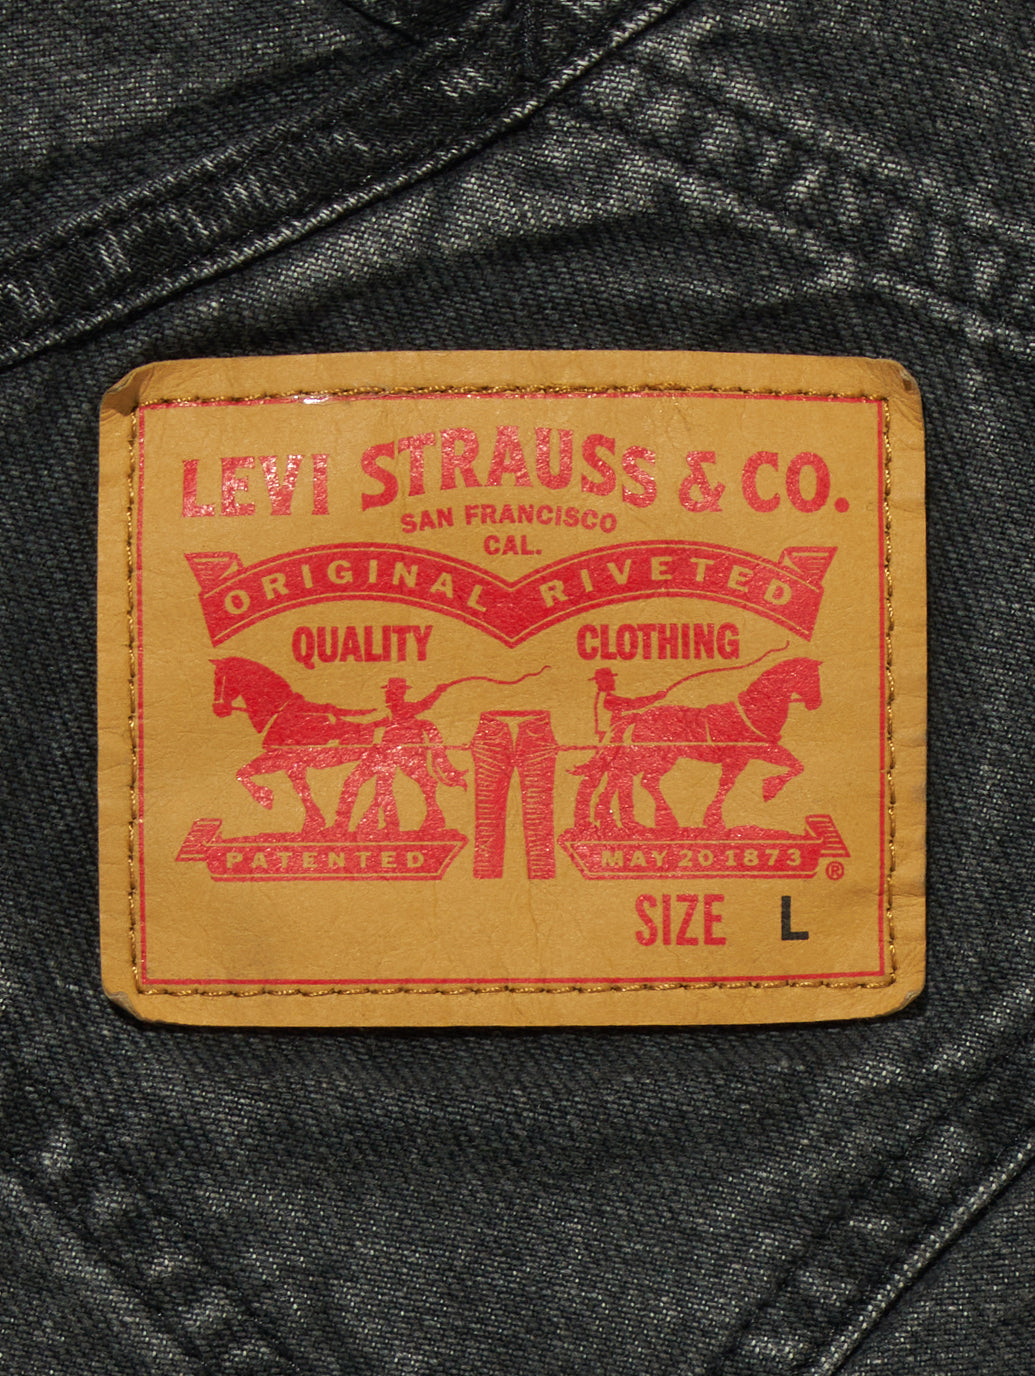 LEVI STRAUSS & CO.
SAN FRANCISCO
CAL.
ORIGINAL RIVETED
QUALITY CLOTHING
PATENTED MAY 20 1873 ®
SIZE L